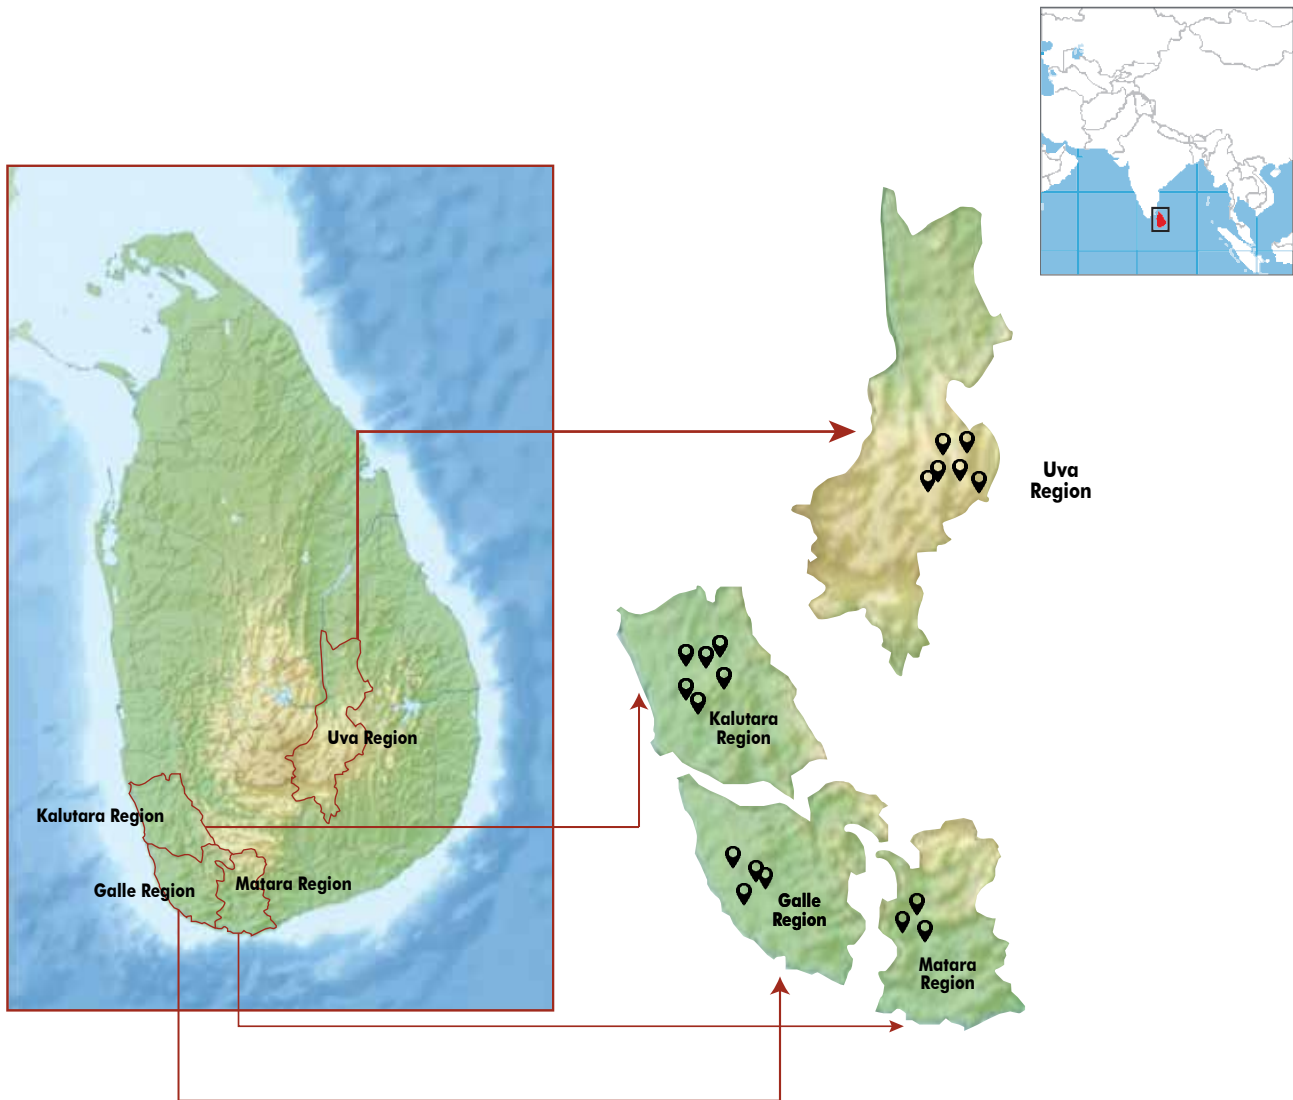 Uva Region
Kalutara Region
Galle Region
Matara Region
Uva
Region
Kalutara
Region
Galle
Region
Matara
Region